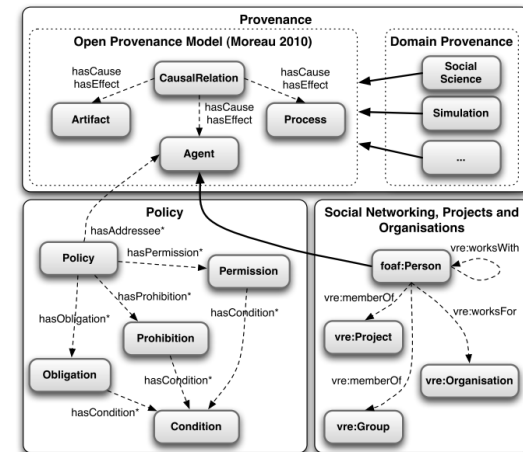 Provenance
Open Provenance Model (Moreau 2010)
Domain Provenance
hasCause
hasEffect
CausalRelation
hasCause
hasEffect
Social
Science
Artifact
hasCause
hasEffect
Process
Simulation
Agent
...
Policy
Social Networking, Projects and
Organisations
hasAddressee*
vre:worksWith
Policy
hasPermission*
Permission
foaf:Person
hasProhibition*
vre:memberOf
hasObligation*
hasCondition*
vre:worksFor
Prohibition
vre:Project
Obligation
vre:memberOf
vre:Organisation
hasCondition*
hasCondition*
Condition
vre:Group